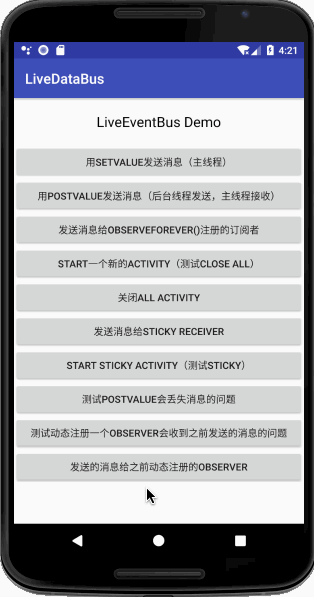 4:21
LiveDataBus
LiveEventBus Demo
用SETVALUE发送消息（主线程）
用POSTVALUE发送消息（后台线程发送，主线程接收）
发送消息给OBSERVEFOREVER()注册的订阅者
START一个新的ACTIVITY（测试CLOSE ALL）
关闭ALL ACTIVITY
发送消息给STICKY RECEIVER
START STICKY ACTIVITY（测试STICKY）
测试POSTVALUE会丢失消息的问题
测试动态注册一个OBSERVER会收到之前发送的消息的问题
发送的消息给之前动态注册的OBSERVER